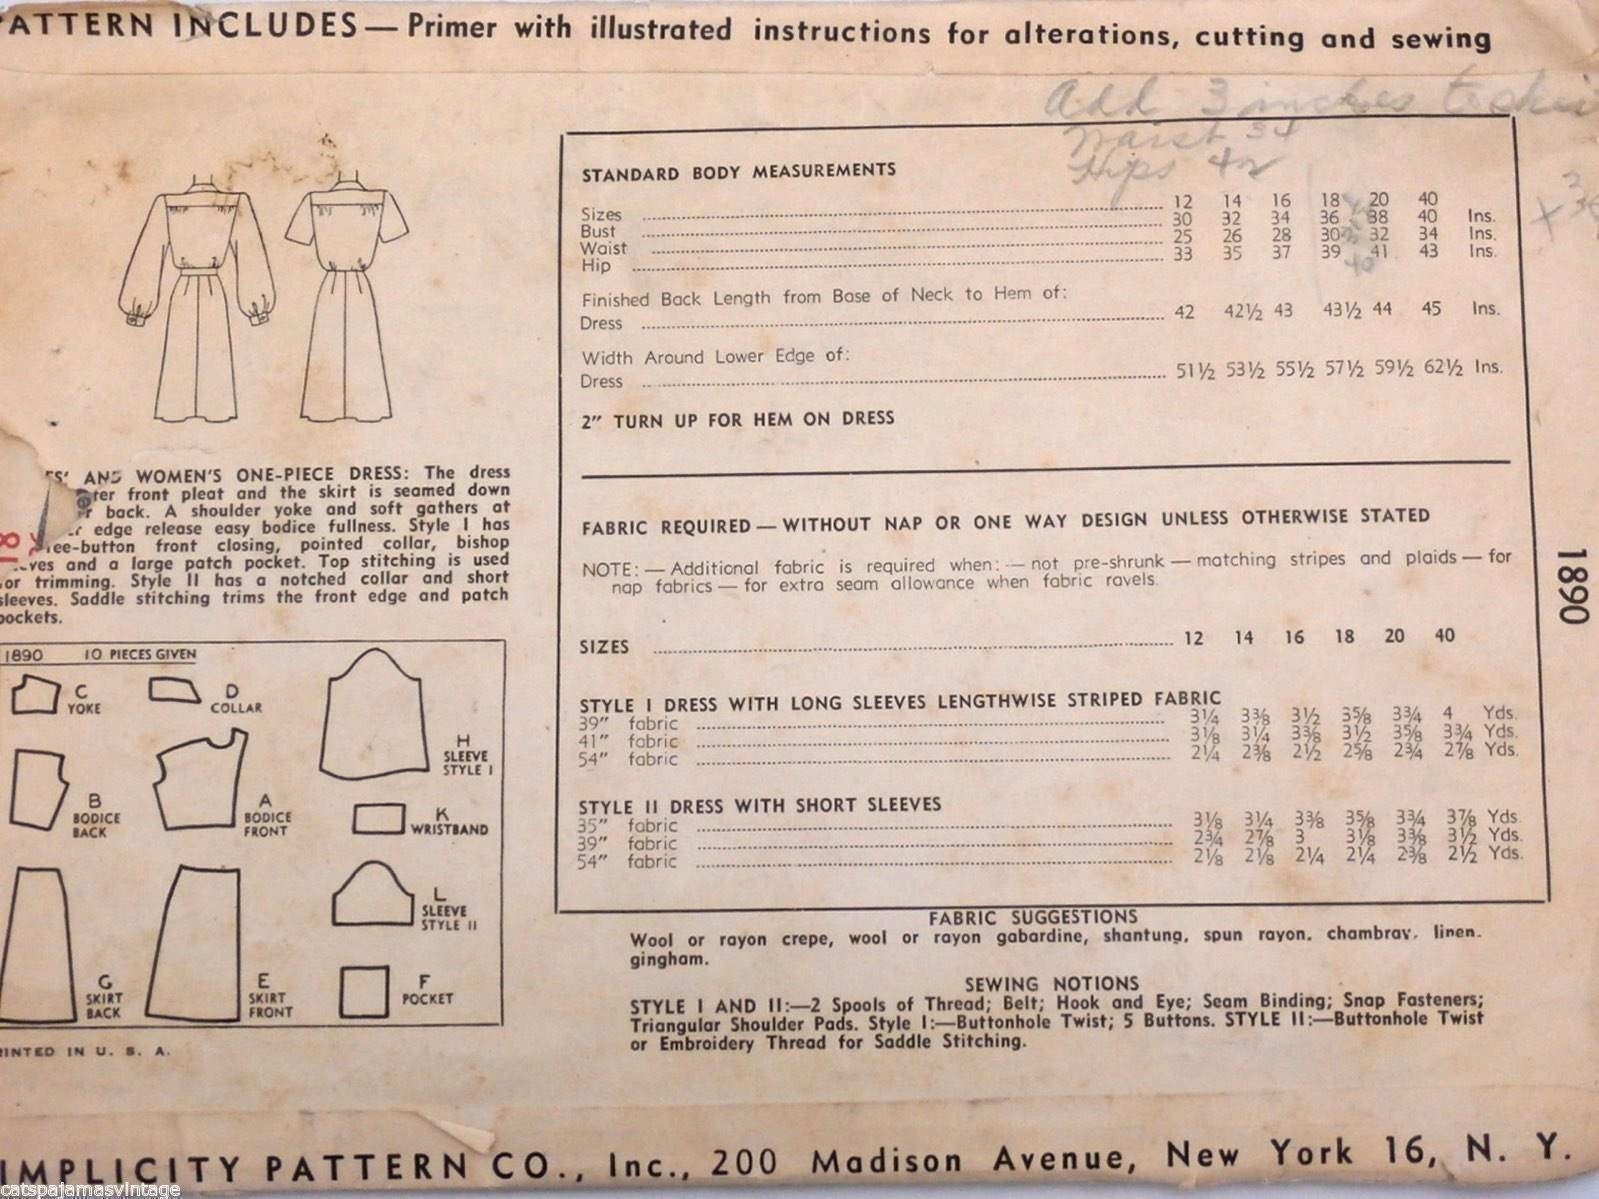 PATTERN INCLUDES — Primer with illustrated instructions for alterations, cutting and sewing
Add 3 inches to
Waist 34
Hips 42
STANDARD BODY MEASUREMENTS
Sizes 12 14 16 18 20 40
Bust 30 32 34 36 38 40 Ins.
Waist 25 26 28 30 32 34 Ins.
Hip 33 35 37 39 41 43 Ins.
40
Finished Back Length from Base of Neck to Hem of:
Dress 42 42½ 43 43½ 44 45 Ins.
Width Around Lower Edge of:
Dress 51½ 53½ 55½ 57½ 59½ 62½ Ins.
2" TURN UP FOR HEM ON DRESS
FABRIC REQUIRED — WITHOUT NAP OR ONE WAY DESIGN UNLESS OTHERWISE STATED
NOTE: — Additional fabric is required when: — not pre-shrunk — matching stripes and plaids — for
nap fabrics — for extra seam allowance when fabric ravels.
SIZES 12 14 16 18 20 40
STYLE I DRESS WITH LONG SLEEVES LENGTHWISE STRIPED FABRIC
39" fabric 3¼ 3⅜ 3½ 3⅝ 3¾ 4 Yds.
41" fabric 3⅛ 3¼ 3⅜ 3½ 3⅝ 3¾ Yds.
54" fabric 2¼ 2⅜ 2½ 2⅝ 2¾ 2⅞ Yds.
STYLE II DRESS WITH SHORT SLEEVES
35" fabric 3⅛ 3¼ 3⅜ 3⅝ 3¾ 3⅞ Yds.
39" fabric 2¾ 2⅞ 3 3⅛ 3⅜ 3½ Yds.
54" fabric 2⅛ 2⅛ 2¼ 2¼ 2⅜ 2½ Yds.
1890
ES' AND WOMEN'S ONE-PIECE DRESS: The dress
ter front pleat and the skirt is seamed down
r back. A shoulder yoke and soft gathers at
r edge release easy bodice fullness. Style I has
ree-button front closing, pointed collar, bishop
ves and a large patch pocket. Top stitching is used
or trimming. Style II has a notched collar and short
sleeves. Saddle stitching trims the front edge and patch
pockets.
18
1890 10 PIECES GIVEN
C
YOKE
D
COLLAR
H
SLEEVE
STYLE I
B
BODICE
BACK
A
BODICE
FRONT
K
WRISTBAND
L
SLEEVE
STYLE II
G
SKIRT
BACK
E
SKIRT
FRONT
F
POCKET
RINTED IN U. S. A.
FABRIC SUGGESTIONS
Wool or rayon crepe, wool or rayon gabardine, shantung, spun rayon, chambray, linen,
gingham.
SEWING NOTIONS
STYLE I AND II:—2 Spools of Thread; Belt; Hook and Eye; Seam Binding; Snap Fasteners;
Triangular Shoulder Pads. Style I:—Buttonhole Twist; 5 Buttons. STYLE II:—Buttonhole Twist
or Embroidery Thread for Saddle Stitching.
IMPLICITY PATTERN CO., Inc., 200 Madison Avenue, New York 16, N. Y.
catspajamasvintage